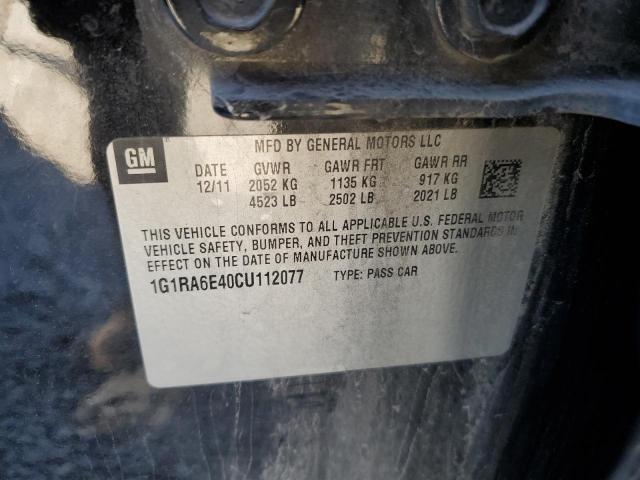 GM
MFD BY GENERAL MOTORS LLC
DATE GVWR GAWR FRT GAWR RR
12/11 2052 KG 1135 KG 917 KG
4523 LB 2502 LB 2021 LB
THIS VEHICLE CONFORMS TO ALL APPLICABLE U.S. FEDERAL MOTOR
VEHICLE SAFETY, BUMPER, AND THEFT PREVENTION STANDARDS IN
EFFECT ON THE DATE OF MANUFACTURE SHOWN ABOVE.
1G1RA6E40CU112077 TYPE: PASS CAR